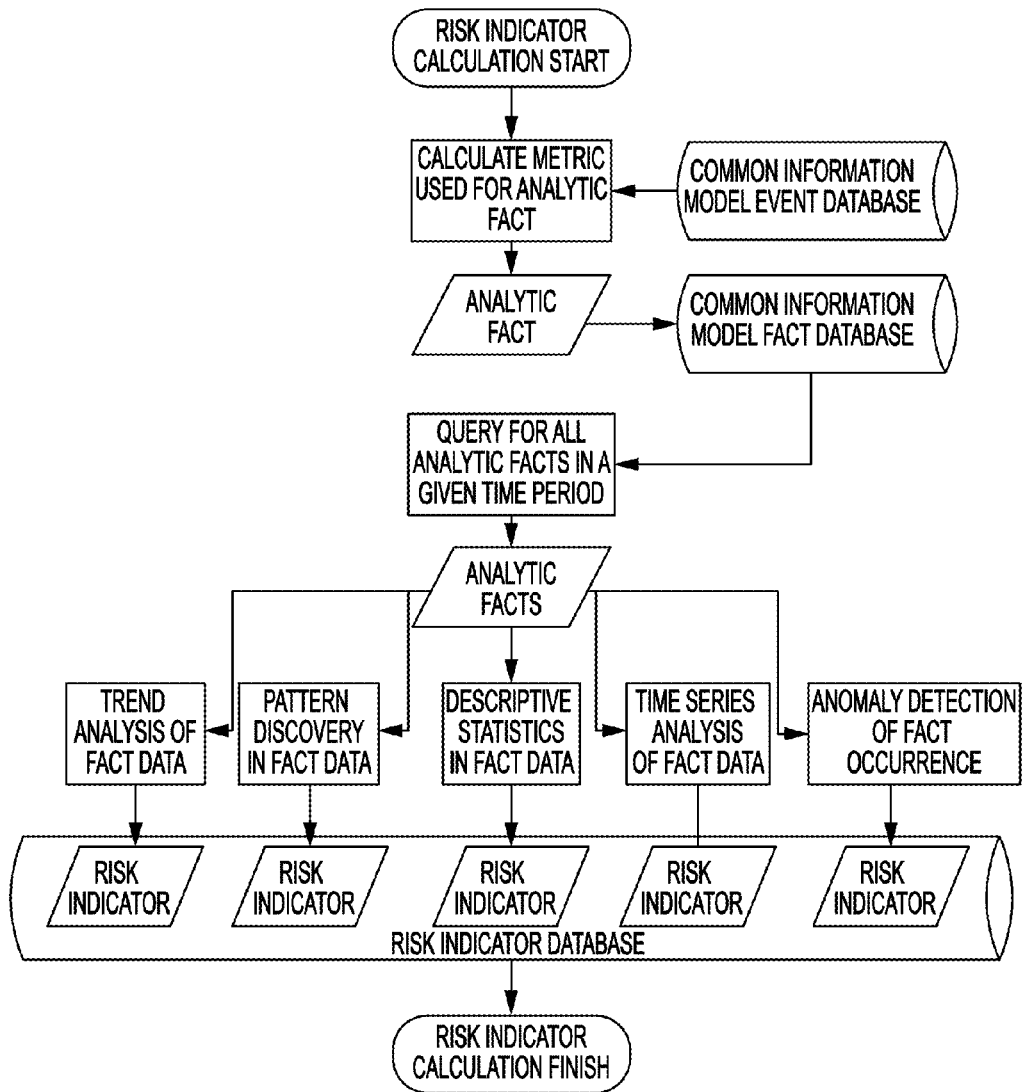 RISK INDICATOR
CALCULATION START
CALCULATE METRIC
USED FOR ANALYTIC
FACT
COMMON INFORMATION
MODEL EVENT DATABASE
ANALYTIC
FACT
COMMON INFORMATION
MODEL FACT DATABASE
QUERY FOR ALL
ANALYTIC FACTS IN A
GIVEN TIME PERIOD
ANALYTIC
FACTS
TREND
ANALYSIS OF
FACT DATA
PATTERN
DISCOVERY
IN FACT DATA
DESCRIPTIVE
STATISTICS
IN FACT DATA
TIME SERIES
ANALYSIS
OF FACT DATA
ANOMALY DETECTION
OF FACT
OCCURRENCE
RISK
INDICATOR
RISK
INDICATOR
RISK
INDICATOR
RISK
INDICATOR
RISK
INDICATOR
RISK INDICATOR DATABASE
RISK INDICATOR
CALCULATION FINISH